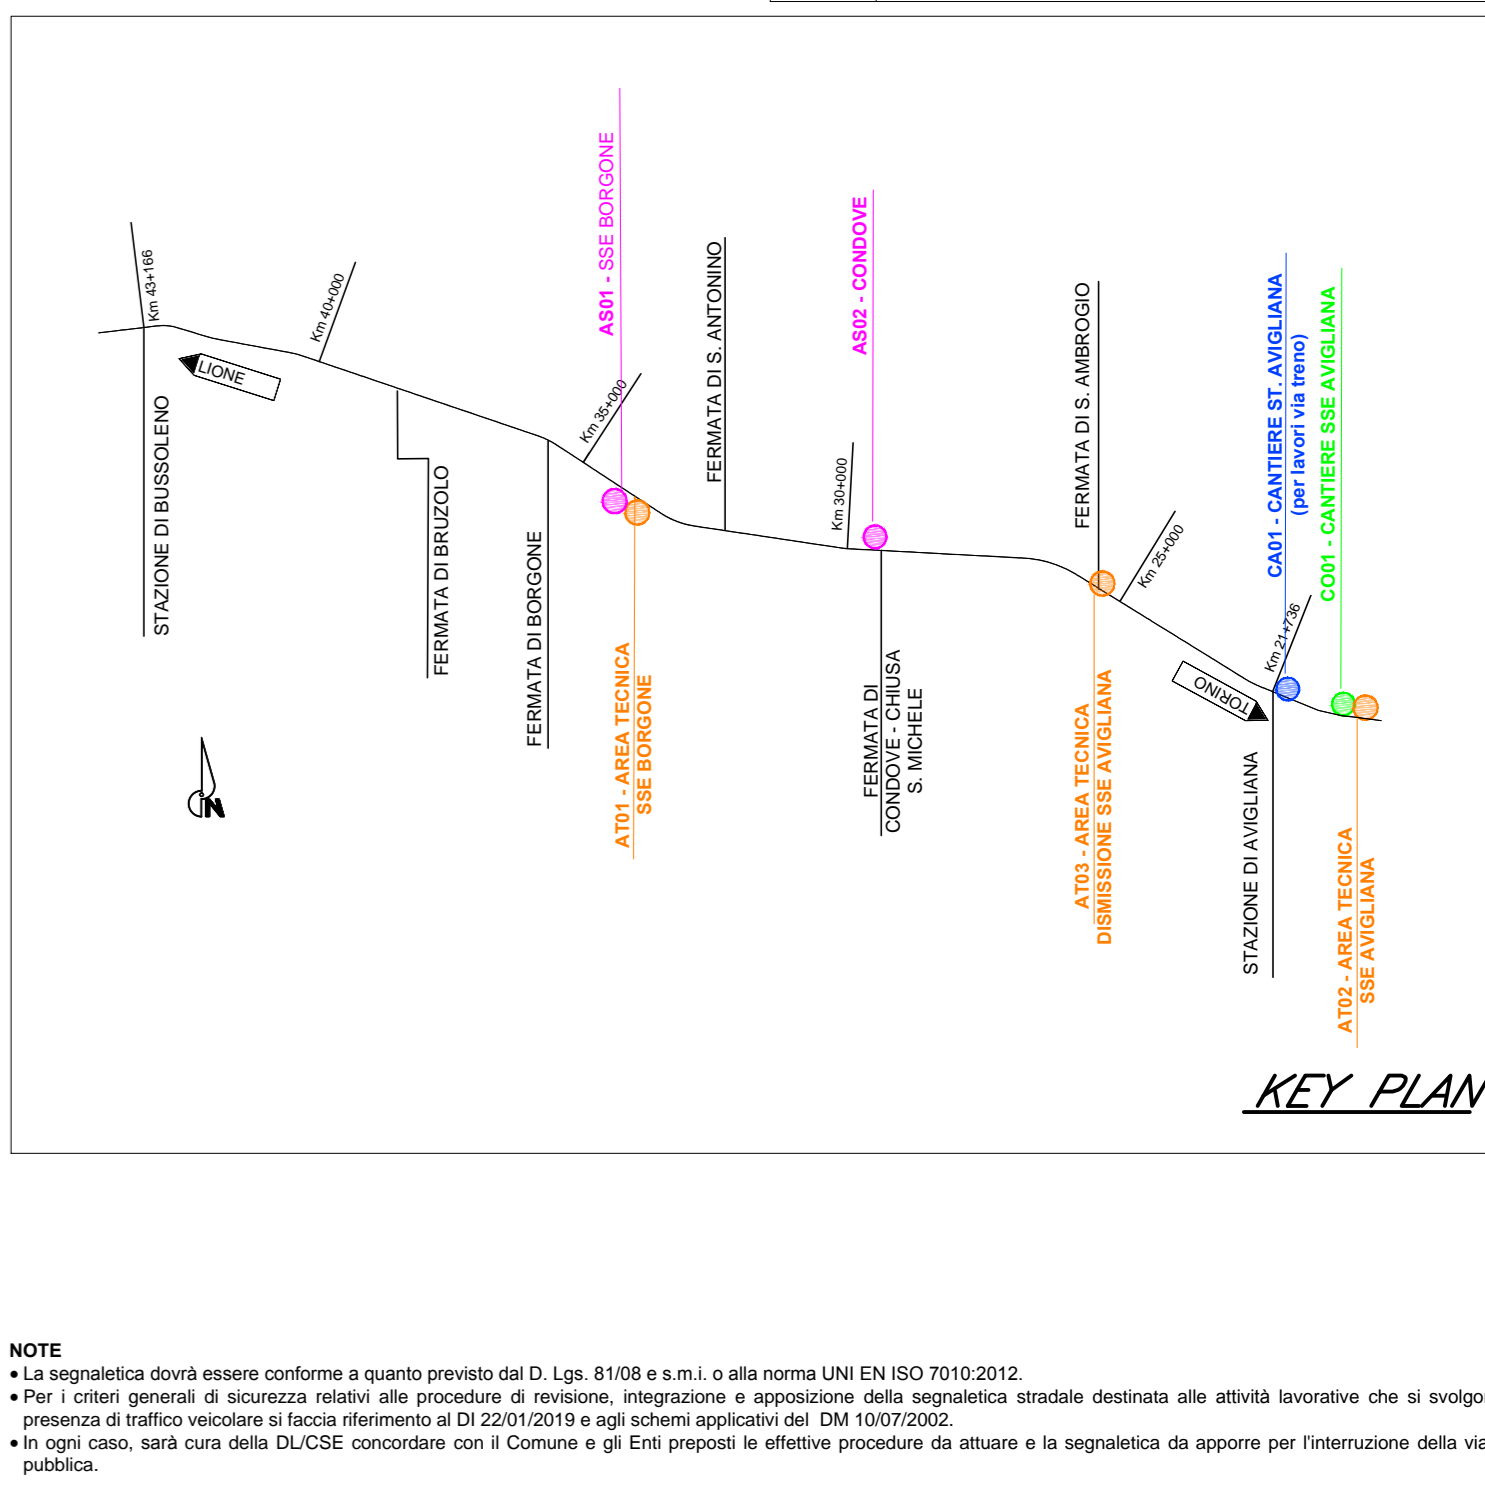 Km 43+166
Km 40+000
LIONE
STAZIONE DI BUSSOLENO
FERMATA DI BRUZOLO
FERMATA DI BORGONE
AS01 - SSE BORGONE
Km 35+000
AT01 - AREA TECNICA
SSE BORGONE
FERMATA DI S. ANTONINO
Km 30+000
AS02 - CONDOVE
FERMATA DI
CONDOVE - CHIUSA
S. MICHELE
FERMATA DI S. AMBROGIO
Km 25+000
AT03 - AREA TECNICA
DISMISSIONE SSE AVIGLIANA
TORINO
CA01 - CANTIERE ST. AVIGLIANA
(per lavori via treno)
Km 21+736
STAZIONE DI AVIGLIANA
CO01 - CANTIERE SSE AVIGLIANA
AT02 - AREA TECNICA
SSE AVIGLIANA
N
KEY PLAN
NOTE
• La segnaletica dovrà essere conforme a quanto previsto dal D. Lgs. 81/08 e s.m.i. o alla norma UNI EN ISO 7010:2012.
• Per i criteri generali di sicurezza relativi alle procedure di revisione, integrazione e apposizione della segnaletica stradale destinata alle attività lavorative che si
presenza di traffico veicolare si faccia riferimento al DI 22/01/2019 e agli schemi applicativi del DM 10/07/2002.
• In ogni caso, sarà cura della DL/CSE concordare con il Comune e gli Enti preposti le effettive procedure da attuare e la segnaletica da apporre per l'interruzione della
pubblica.